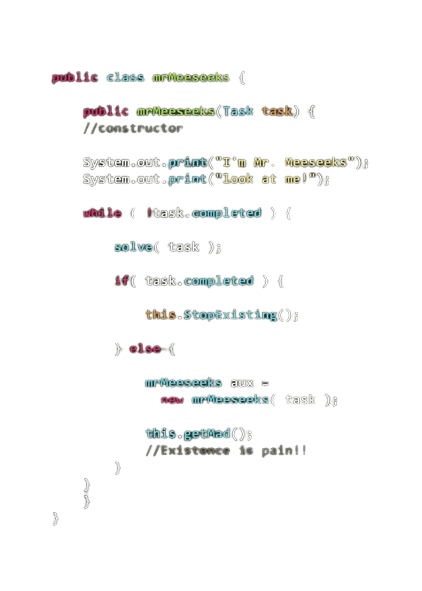 public class mrMeeseeks {
public mrMeeseeks(Task task) {
//constructor
System.out.print("I'm Mr. Meeseeks");
System.out.print("look at me!");
while ( !task.completed ) {
solve( task );
if( task.completed ) {
this.StopExisting();
} else {
mrMeeseeks aux =
new mrMeeseeks( task );
this.getMad();
//Existence is pain!!
}
}
}
}